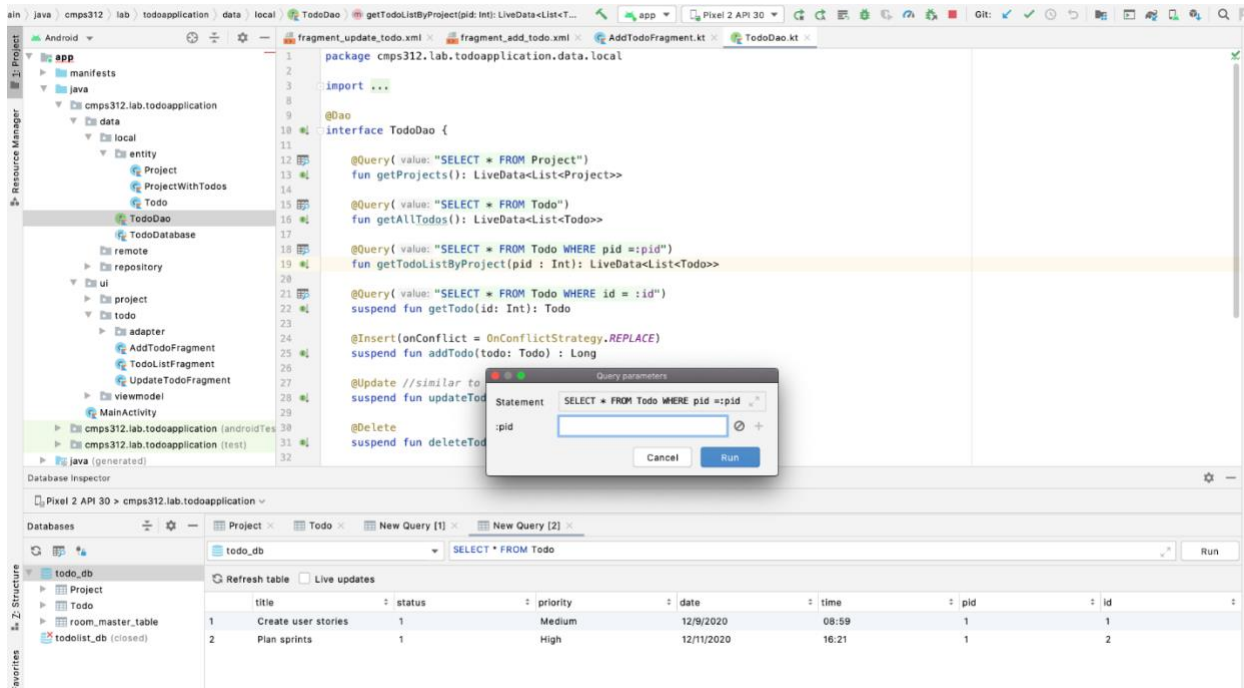 ain java cmps312 lab todoapplication data local TodoDao getTodoListByProject(pid: Int): LiveData<List<T... app Pixel 2 API 30 Git:
1: Project
Resource Manager
Z: Structure
Favorites
Android
app
manifests
java
cmps312.lab.todoapplication
data
local
entity
Project
ProjectWithTodos
Todo
TodoDao
TodoDatabase
remote
repository
ui
project
todo
adapter
AddTodoFragment
TodoListFragment
UpdateTodoFragment
viewmodel
MainActivity
cmps312.lab.todoapplication (androidTes
cmps312.lab.todoapplication (test)
java (generated)
fragment_update_todo.xml fragment_add_todo.xml AddTodoFragment.kt TodoDao.kt
1 package cmps312.lab.todoapplication.data.local
2
3 import ...
8
9 @Dao
10 interface TodoDao {
11
12 @Query( value: "SELECT * FROM Project")
13 fun getProjects(): LiveData<List<Project>>
14
15 @Query( value: "SELECT * FROM Todo")
16 fun getAllTodos(): LiveData<List<Todo>>
17
18 @Query( value: "SELECT * FROM Todo WHERE pid =:pid")
19 fun getTodoListByProject(pid : Int): LiveData<List<Todo>>
20
21 @Query( value: "SELECT * FROM Todo WHERE id = :id")
22 suspend fun getTodo(id: Int): Todo
23
24 @Insert(onConflict = OnConflictStrategy.REPLACE)
25 suspend fun addTodo(todo: Todo) : Long
26
27 @Update //similar to
28 suspend fun updateTod
29
30 @Delete
31 suspend fun deleteTod
32
Query parameters
Statement SELECT * FROM Todo WHERE pid =:pid
:pid
Cancel Run
Database Inspector
Pixel 2 API 30 > cmps312.lab.todoapplication
Databases
todo_db
Project
Todo
room_master_table
todolist_db (closed)
Project Todo New Query [1] New Query [2]
todo_db SELECT * FROM Todo Run
Refresh table Live updates
title status priority date time pid id
1 Create user stories 1 Medium 12/9/2020 08:59 1 1
2 Plan sprints 1 High 12/11/2020 16:21 1 2